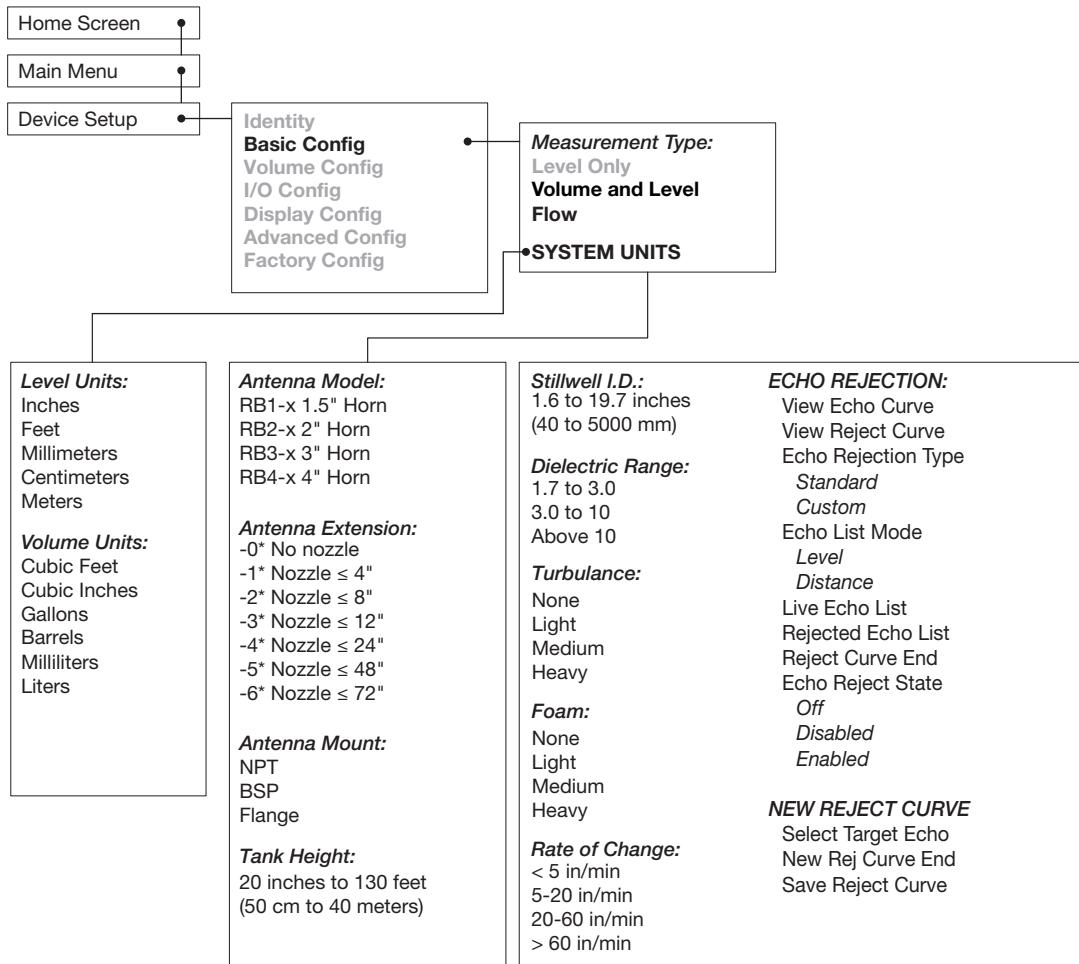 Home Screen
Main Menu
Device Setup
Identity
Basic Config
Volume Config
I/O Config
Display Config
Advanced Config
Factory Config
Measurement Type:
Level Only
Volume and Level
Flow
SYSTEM UNITS
Level Units:
Inches
Feet
Millimeters
Centimeters
Meters
Volume Units:
Cubic Feet
Cubic Inches
Gallons
Barrels
Milliliters
Liters
Antenna Model:
RB1-x 1.5" Horn
RB2-x 2" Horn
RB3-x 3" Horn
RB4-x 4" Horn
Antenna Extension:
-0* No nozzle
-1* Nozzle ≤ 4"
-2* Nozzle ≤ 8"
-3* Nozzle ≤ 12"
-4* Nozzle ≤ 24"
-5* Nozzle ≤ 48"
-6* Nozzle ≤ 72"
Antenna Mount:
NPT
BSP
Flange
Tank Height:
20 inches to 130 feet
(50 cm to 40 meters)
Stillwell I.D.:
1.6 to 19.7 inches
(40 to 5000 mm)
Dielectric Range:
1.7 to 3.0
3.0 to 10
Above 10
Turbulance:
None
Light
Medium
Heavy
Foam:
None
Light
Medium
Heavy
Rate of Change:
< 5 in/min
5-20 in/min
20-60 in/min
> 60 in/min
ECHO REJECTION:
View Echo Curve
View Reject Curve
Echo Rejection Type
Standard
Custom
Echo List Mode
Level
Distance
Live Echo List
Rejected Echo List
Reject Curve End
Echo Reject State
Off
Disabled
Enabled
NEW REJECT CURVE
Select Target Echo
New Rej Curve End
Save Reject Curve